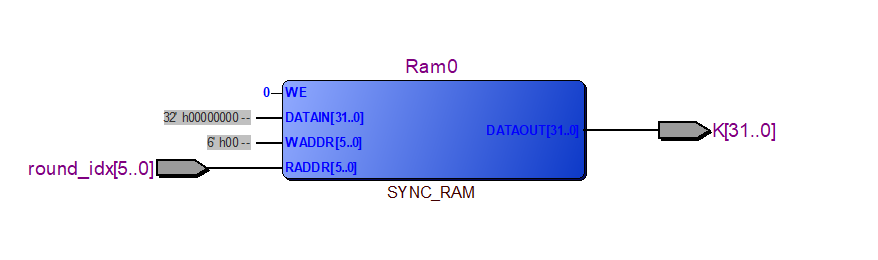 Ram0
0 WE
32' h00000000 -- DATAIN[31..0]
6' h00 -- WADDR[5..0]
round_idx[5..0] RADDR[5..0]
DATAOUT[31..0] K[31..0]
SYNC_RAM